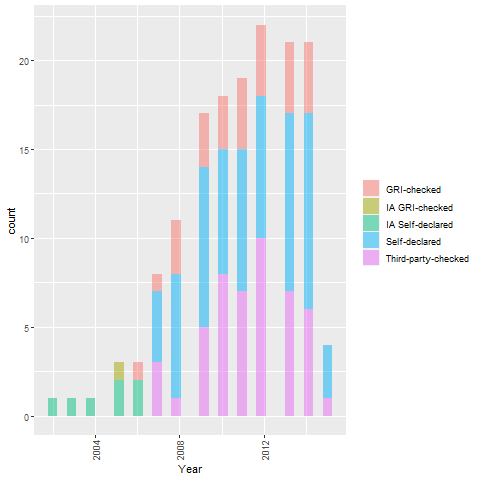 20
15
10
5
0
count
2004
2008
2012
Year
GRI-checked
IA GRI-checked
IA Self-declared
Self-declared
Third-party-checked